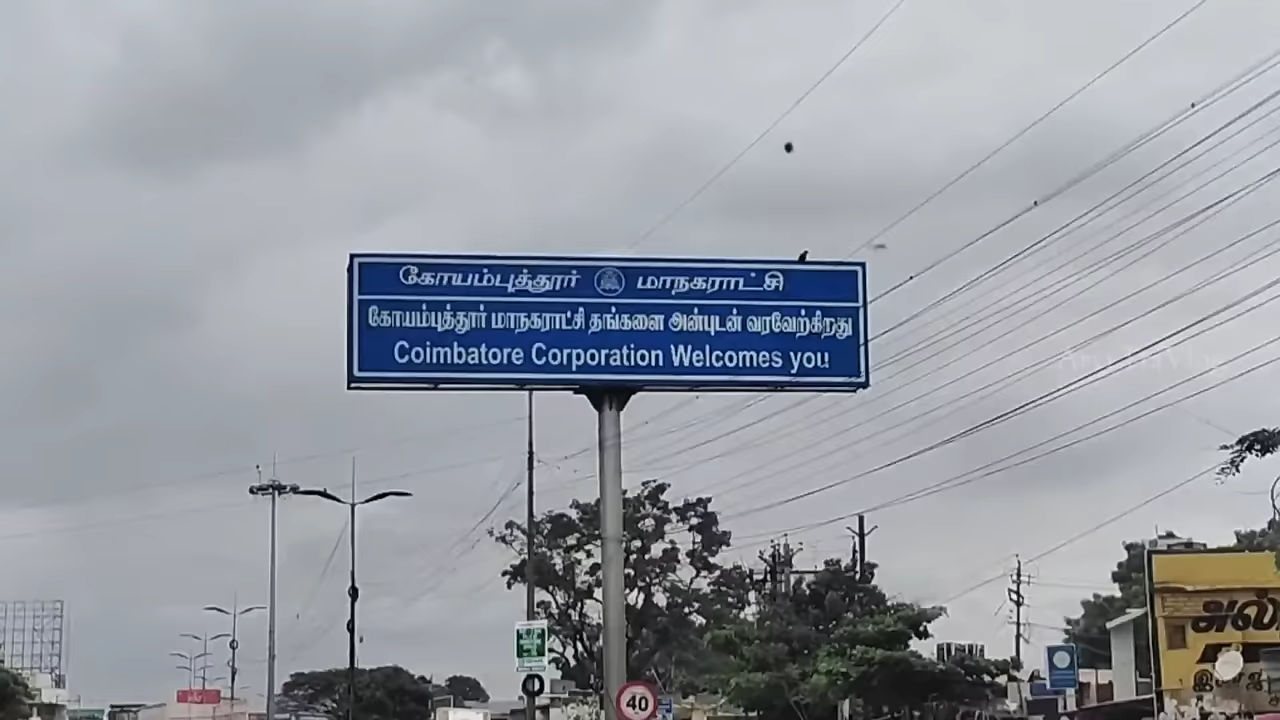 கோயம்புத்தூர் மாநகராட்சி
கோயம்புத்தூர் மாநகராட்சி தங்களை அன்புடன் வரவேற்கிறது
Coimbatore Corporation Welcomes you
40